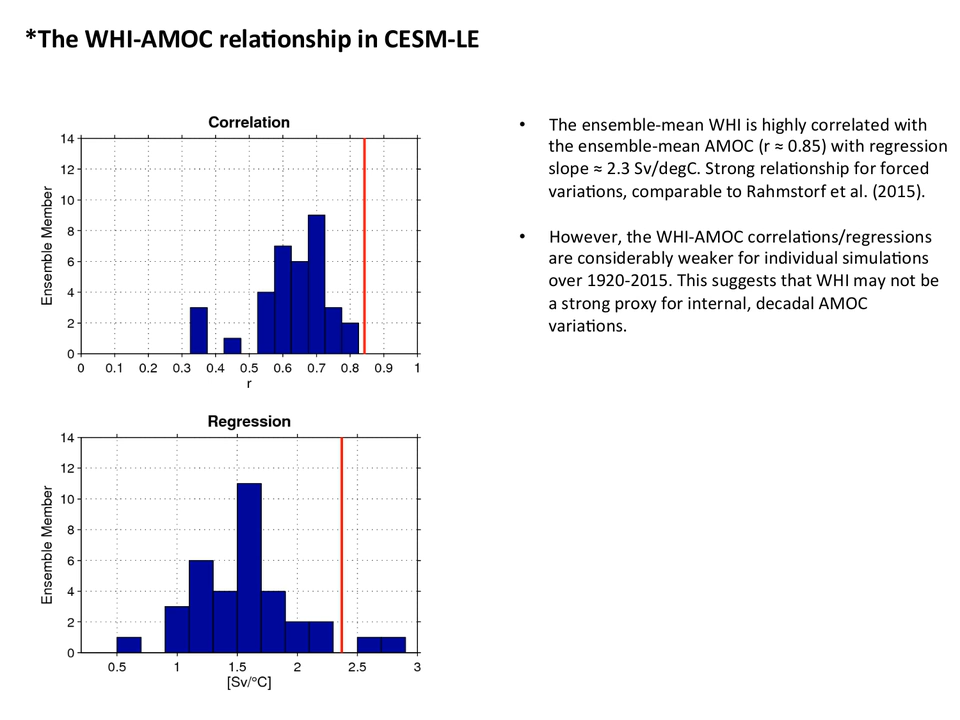 *The WHI-AMOC relationship in CESM-LE
Correlation
14
12
10
8
6
4
2
0
Ensemble Member
0 0.1 0.2 0.3 0.4 0.5 0.6 0.7 0.8 0.9 1
r
Regression
14
12
10
8
6
4
2
0
Ensemble Member
0.5 1 1.5 2 2.5 3
[Sv/°C]
• The ensemble-mean WHI is highly correlated with
the ensemble-mean AMOC (r ≈ 0.85) with regression
slope ≈ 2.3 Sv/degC. Strong relationship for forced
variations, comparable to Rahmstorf et al. (2015).
• However, the WHI-AMOC correlations/regressions
are considerably weaker for individual simulations
over 1920-2015. This suggests that WHI may not be
a strong proxy for internal, decadal AMOC
variations.